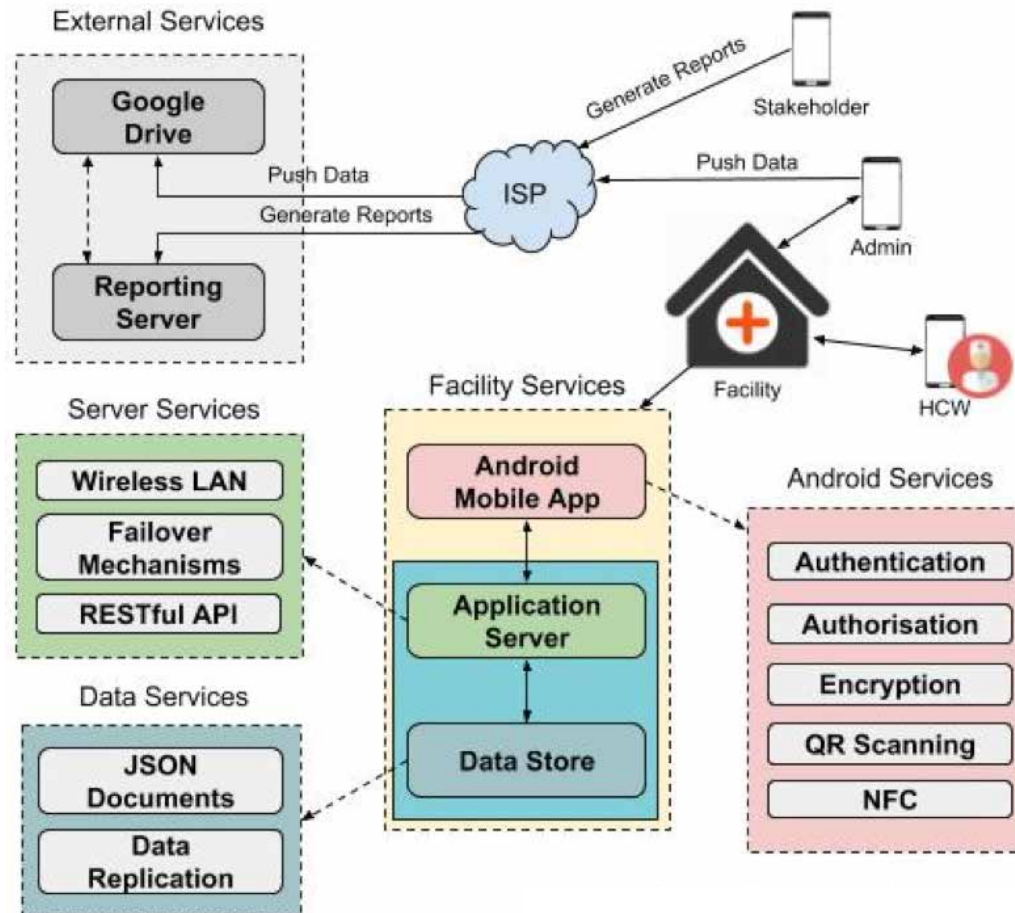 External Services
Google
Drive
Reporting
Server
Push Data
Generate Reports
ISP
Generate Reports
Stakeholder
Push Data
Admin
Facility
HCW
Server Services
Wireless LAN
Failover
Mechanisms
RESTful API
Data Services
JSON
Documents
Data
Replication
Facility Services
Android
Mobile App
Application
Server
Data Store
Android Services
Authentication
Authorisation
Encryption
QR Scanning
NFC